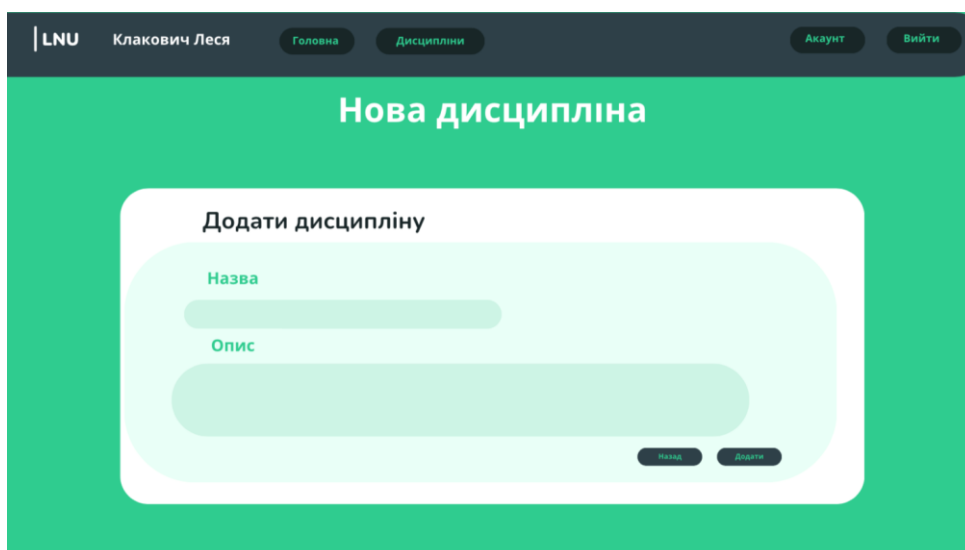 LNU Клакович Леся Головна Дисципліни Акаунт Вийти
Нова дисципліна
Додати дисципліну
Назва
Опис
Назад Додати